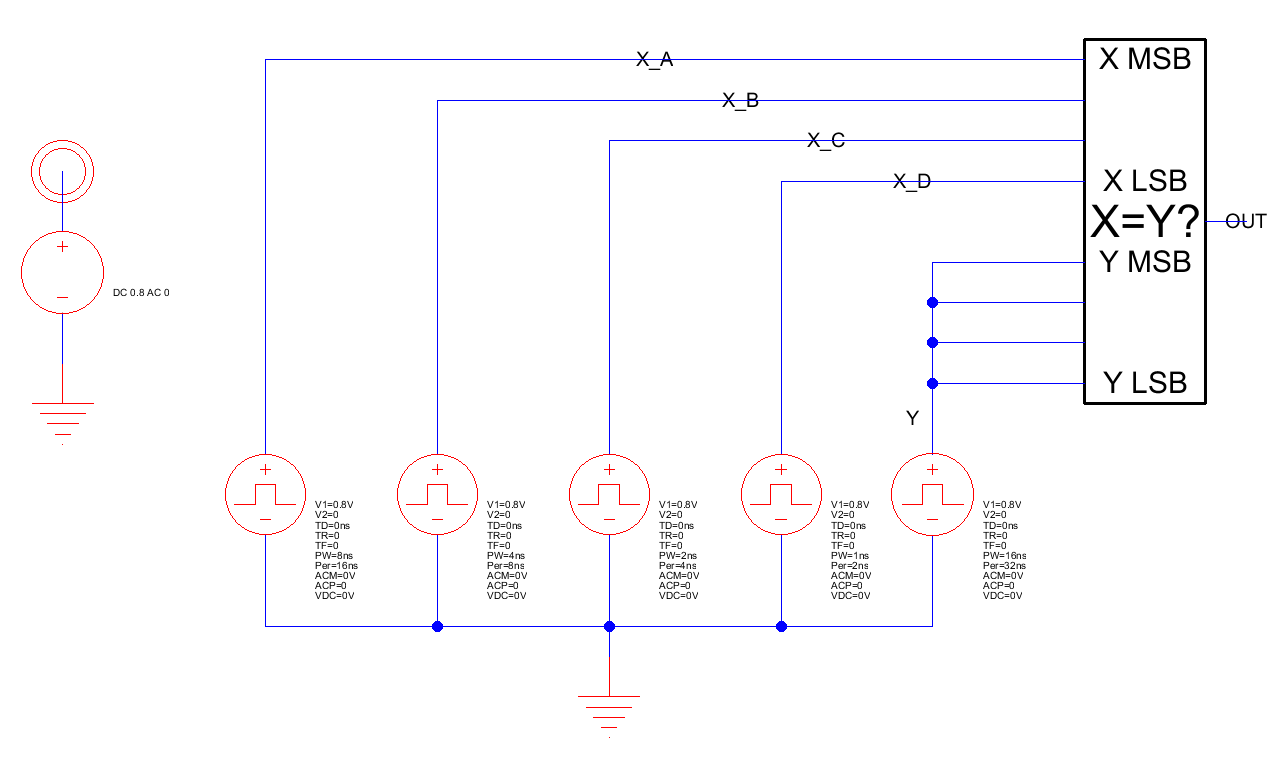 X_A
X MSB
X_B
X_C
X_D
X LSB
X=Y?
OUT
Y MSB
DC 0.8 AC 0
Y LSB
Y
V1=0.8V
V2=0
TD=0ns
TR=0
TF=0
PW=8ns
Per=16ns
ACM=0V
ACP=0
VDC=0V
V1=0.8V
V2=0
TD=0ns
TR=0
TF=0
PW=4ns
Per=8ns
ACM=0V
ACP=0
VDC=0V
V1=0.8V
V2=0
TD=0ns
TR=0
TF=0
PW=2ns
Per=4ns
ACM=0V
ACP=0
VDC=0V
V1=0.8V
V2=0
TD=0ns
TR=0
TF=0
PW=1ns
Per=2ns
ACM=0V
ACP=0
VDC=0V
V1=0.8V
V2=0
TD=0ns
TR=0
TF=0
PW=16ns
Per=32ns
ACM=0V
ACP=0
VDC=0V